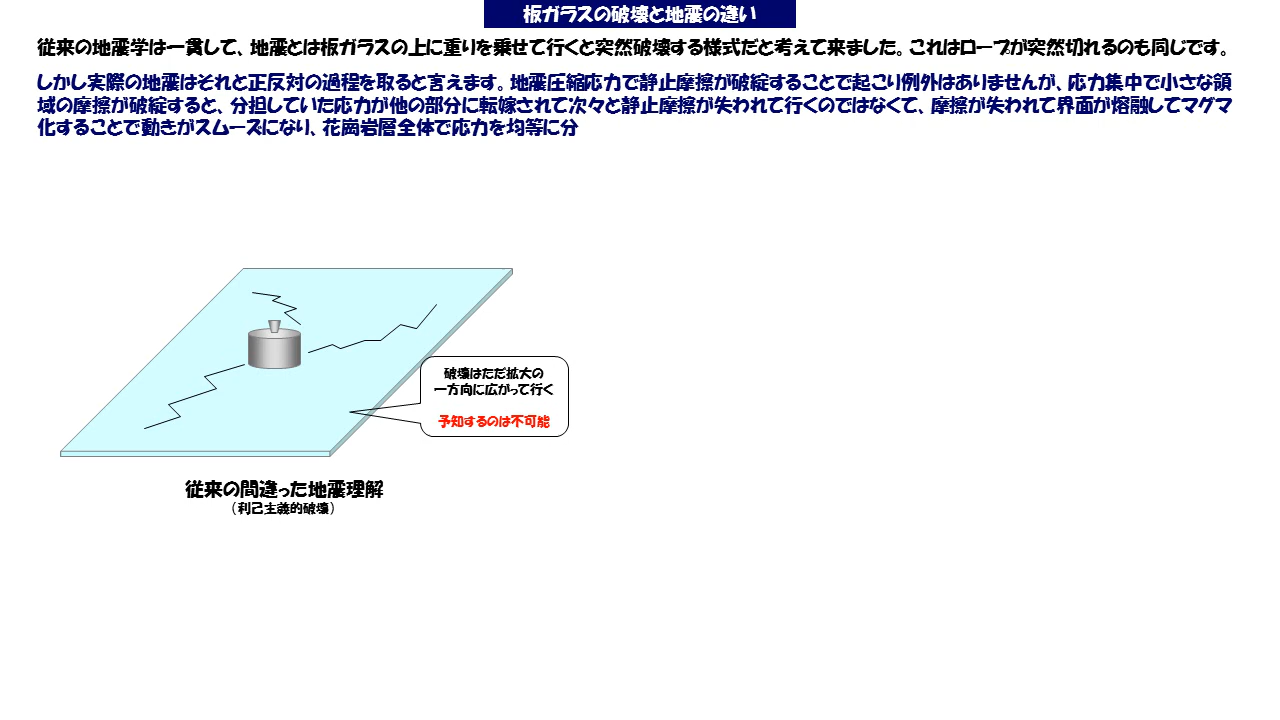 板ガラスの破壊と地震の違い
従来の地震学は一貫して、地震とは板ガラスの上に重りを乗せて行くと突然破壊する様式だと考えて来ました。これはロープが突然切れるのも同じです。
しかし実際の地震はそれと正反対の過程を取ると言えます。地震圧縮応力で静止摩擦が破綻することで起こり例外はありませんが、応力集中で小さな領
域の摩擦が破綻すると、分担していた応力が他の部分に転嫁されて次々と静止摩擦が失われて行くのではなくて、摩擦が失われて界面が熔融してマグマ
化することで動きがスムーズになり、花崗岩層全体で応力を均等に分
破壊はただ拡大の
一方向に広がって行く
予知するのは不可能
従来の間違った地震理解
（利己主義的破壊）